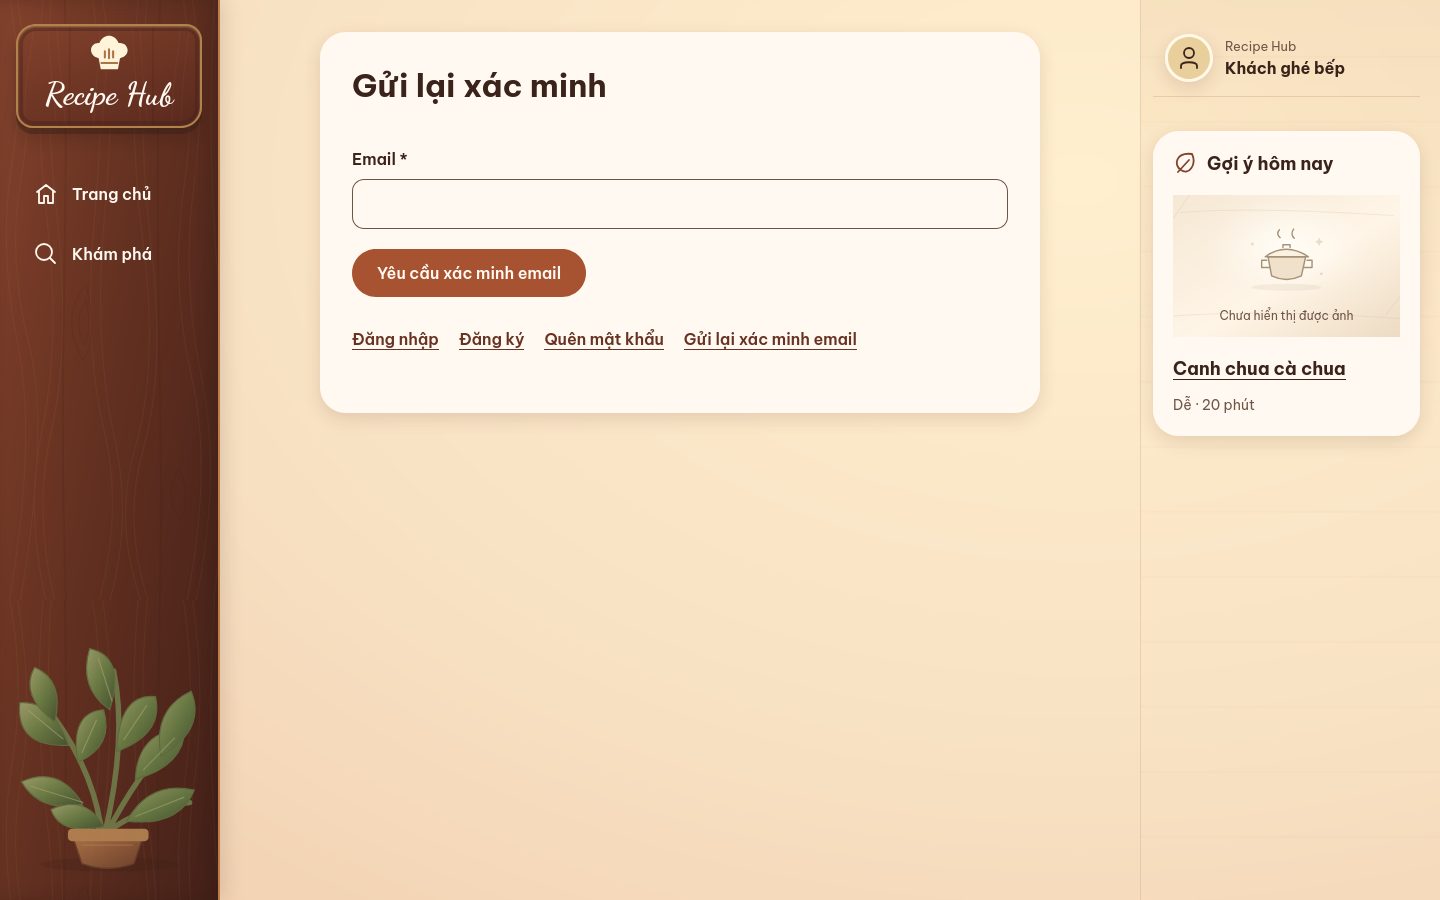 Recipe Hub
Trang chủ
Khám phá
Gửi lại xác minh
Email *
Yêu cầu xác minh email
Đăng nhập
Đăng ký
Quên mật khẩu
Gửi lại xác minh email
Recipe Hub
Khách ghé bếp
Gợi ý hôm nay
Chưa hiển thị được ảnh
Canh chua cà chua
Dễ · 20 phút